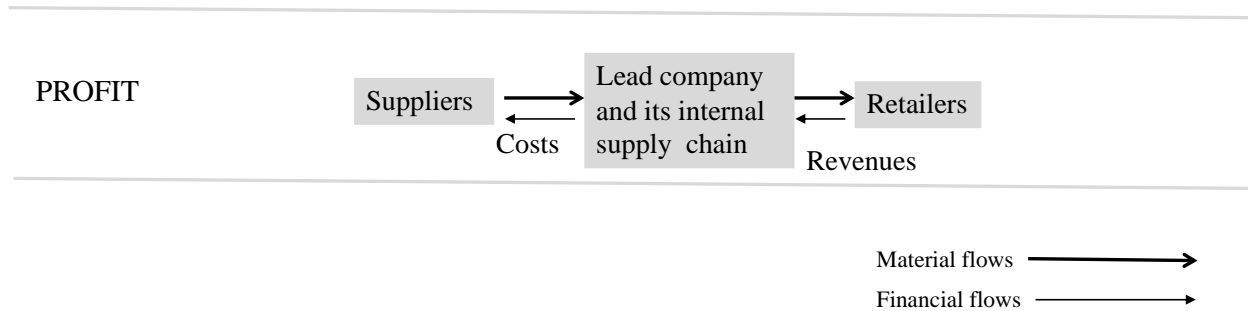 PROFIT
Suppliers
Costs
Lead company
and its internal
supply chain
Retailers
Revenues
Material flows
Financial flows